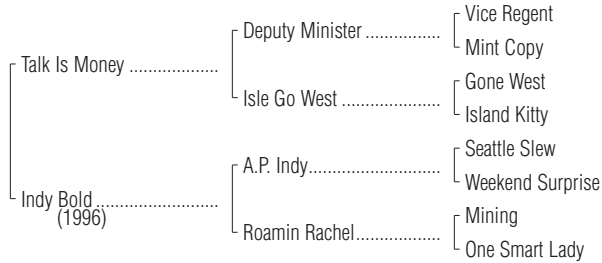 Vice Regent
Deputy Minister ................
Mint Copy
Talk Is Money ...................
Gone West
Isle Go West .....................
Island Kitty
Seattle Slew
A.P. Indy............................
Weekend Surprise
Indy Bold ..........................
(1996)
Mining
Roamin Rachel..................
One Smart Lady